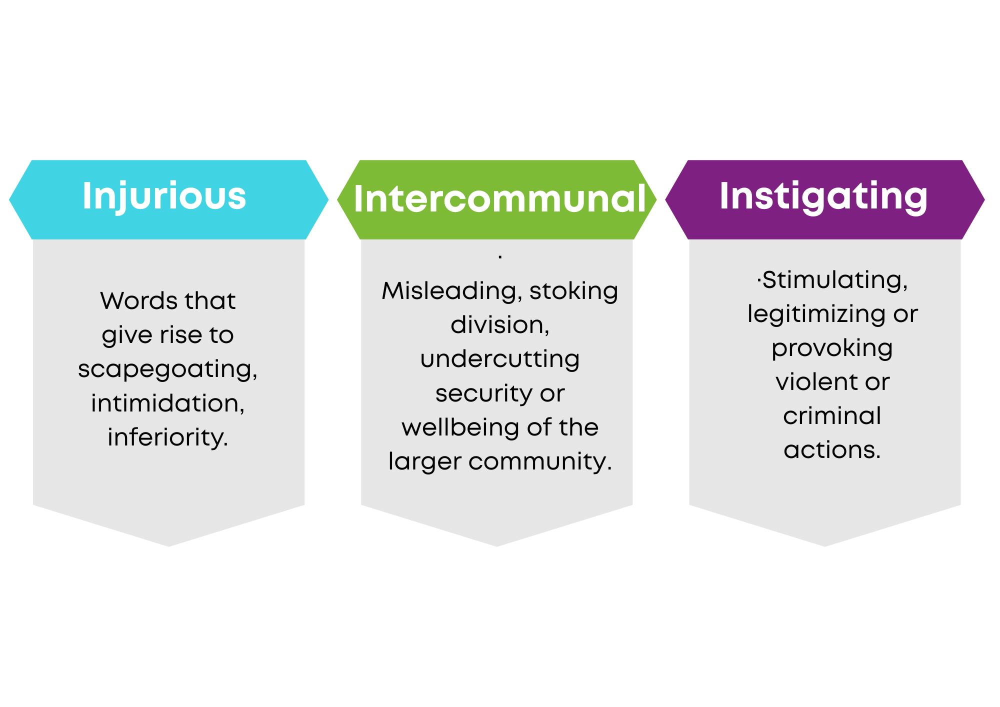 Injurious
Words that
give rise to
scapegoating,
intimidation,
inferiority.
Intercommunal
·
Misleading, stoking
division,
undercutting
security or
wellbeing of the
larger community.
Instigating
·Stimulating,
legitimizing or
provoking
violent or
criminal
actions.